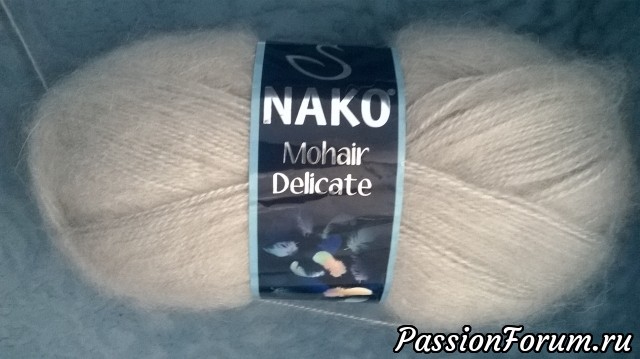 NAKO
Mohair
Delicate
PassionForum.ru